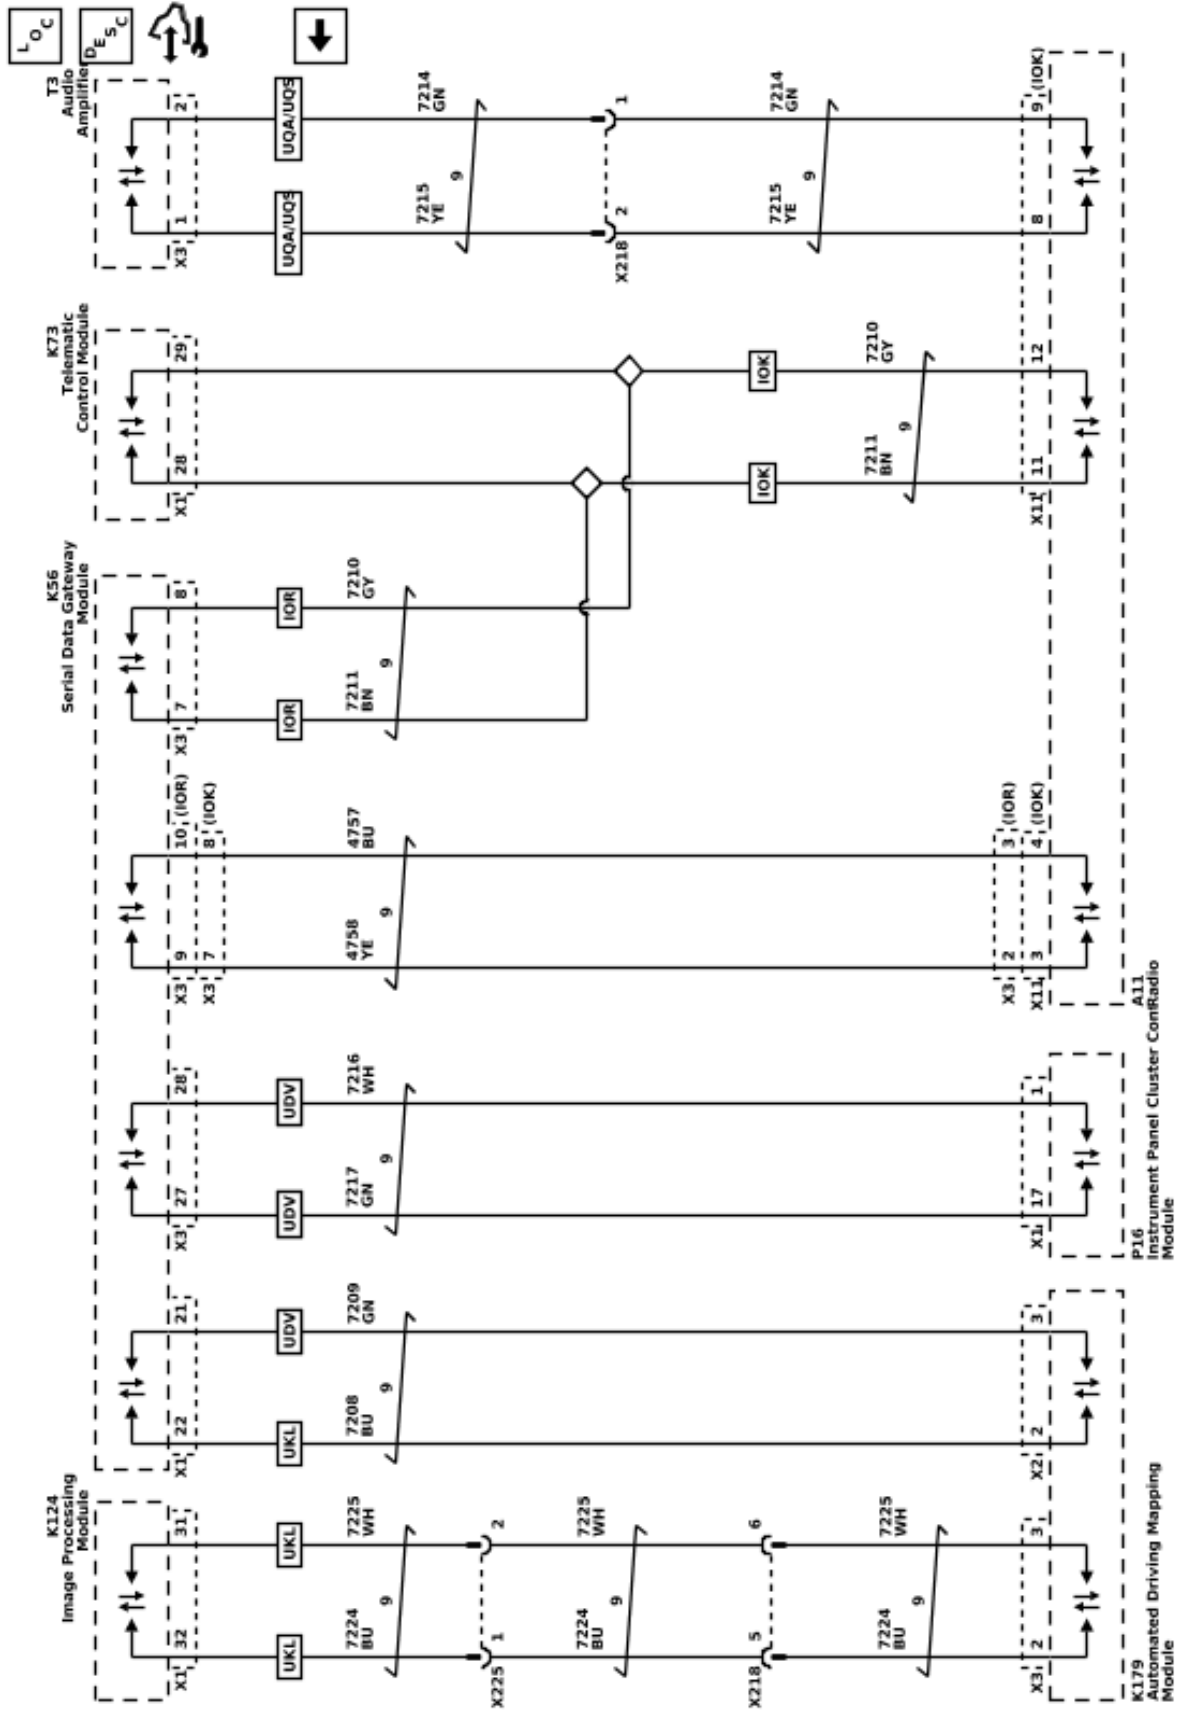 L
O
C
D
E
S
C
K124
Image Processing
Module
K56
Serial Data Gateway
Module
K73
Telematic
Control Module
T3
Audio
Amplifier
X1 32 31
X1 22 21
X3 27 28
X3 9 10 (IOR)
X3 7 8 (IOK)
X3 7 8
X1 28 29
X3 1 2
UKL UKL
UKL UDV
UDV UDV
IOR IOR
UQA/UQS UQA/UQS
7224
BU
9
7225
WH
7208
BU
9
7209
GN
7217
GN
9
7216
WH
4758
YE
9
4757
BU
7211
BN
9
7210
GY
7215
YE
9
7214
GN
X225 1 2
7224
BU
9
7225
WH
X218 2 1
X218 5 6
IOK IOK
7215
YE
9
7214
GN
7224
BU
9
7225
WH
7211
BN
9
7210
GY
X3 2 3
X2 2 3
X1 17 1
X3 2 3 (IOR)
X11 3 4 (IOK)
X11 11 12 8 9 (IOK)
K179
Automated Driving Mapping
Module
P16
Instrument Panel Cluster Cont
Module
A11
Radio